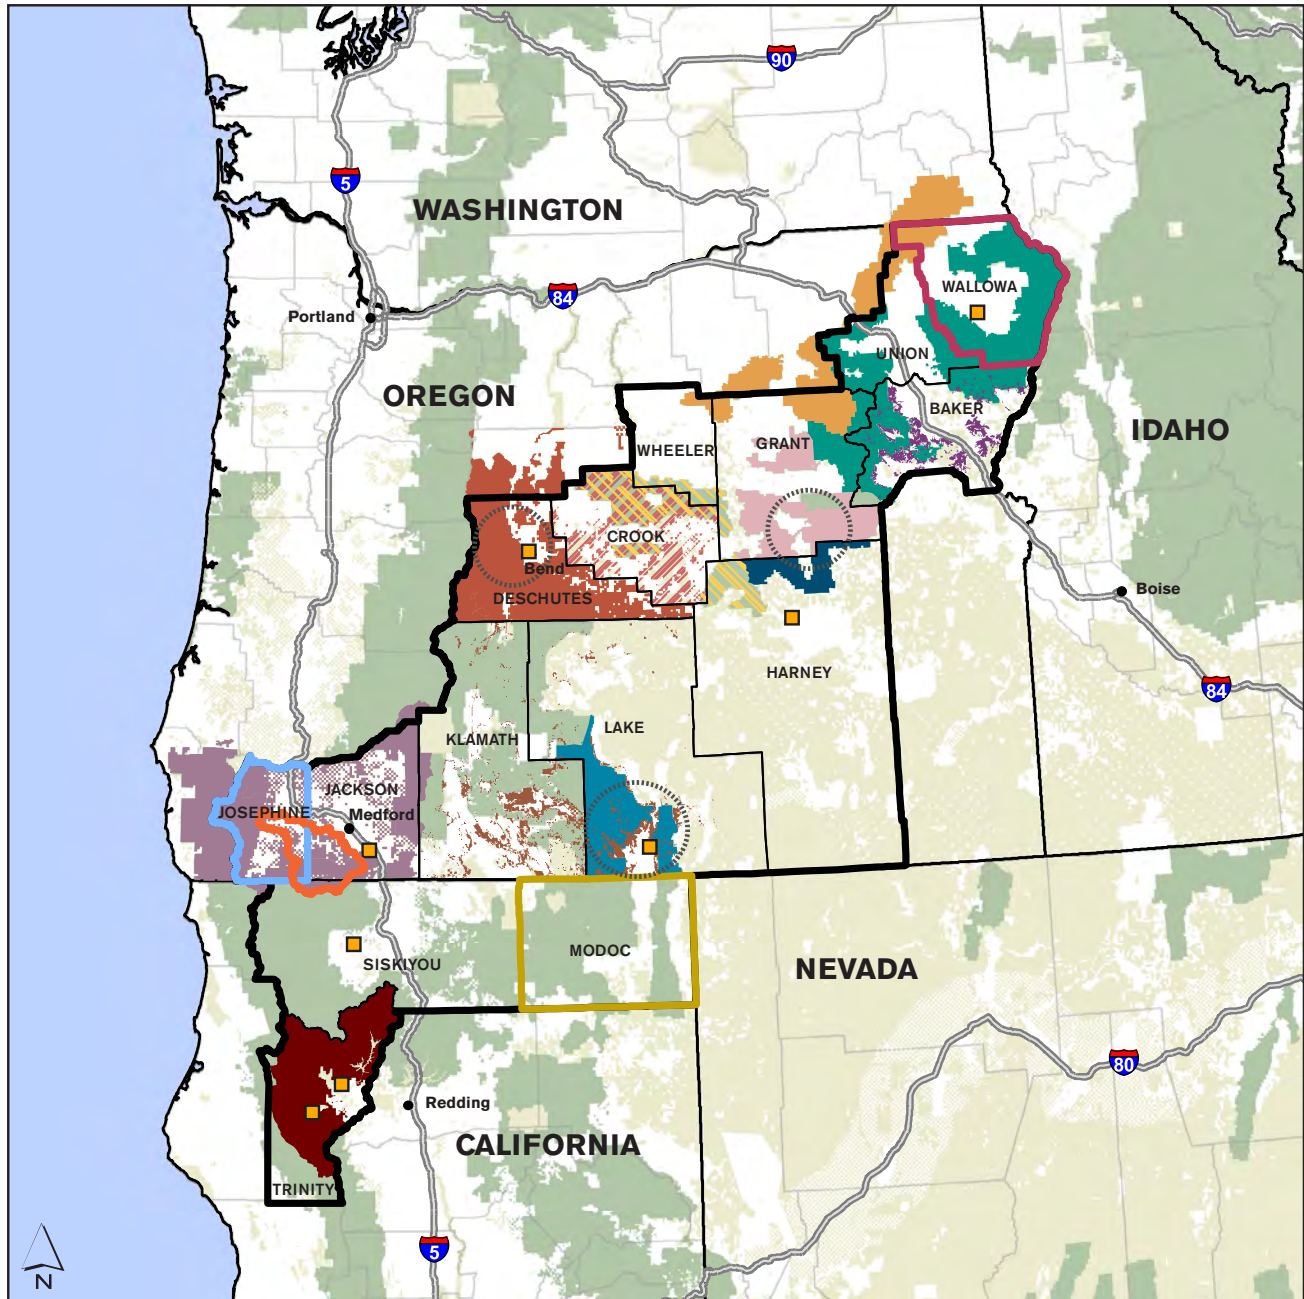 90
5
WASHINGTON
WALLOWA
84
Portland
UNION
OREGON
BAKER
IDAHO
GRANT
WHEELER
CROOK
Bend
Boise
DESCHUTES
HARNEY
84
LAKE
KLAMATH
JACKSON
JOSEPHINE
Medford
MODOC
SISKIYOU
NEVADA
80
Redding
CALIFORNIA
TRINITY
5
N